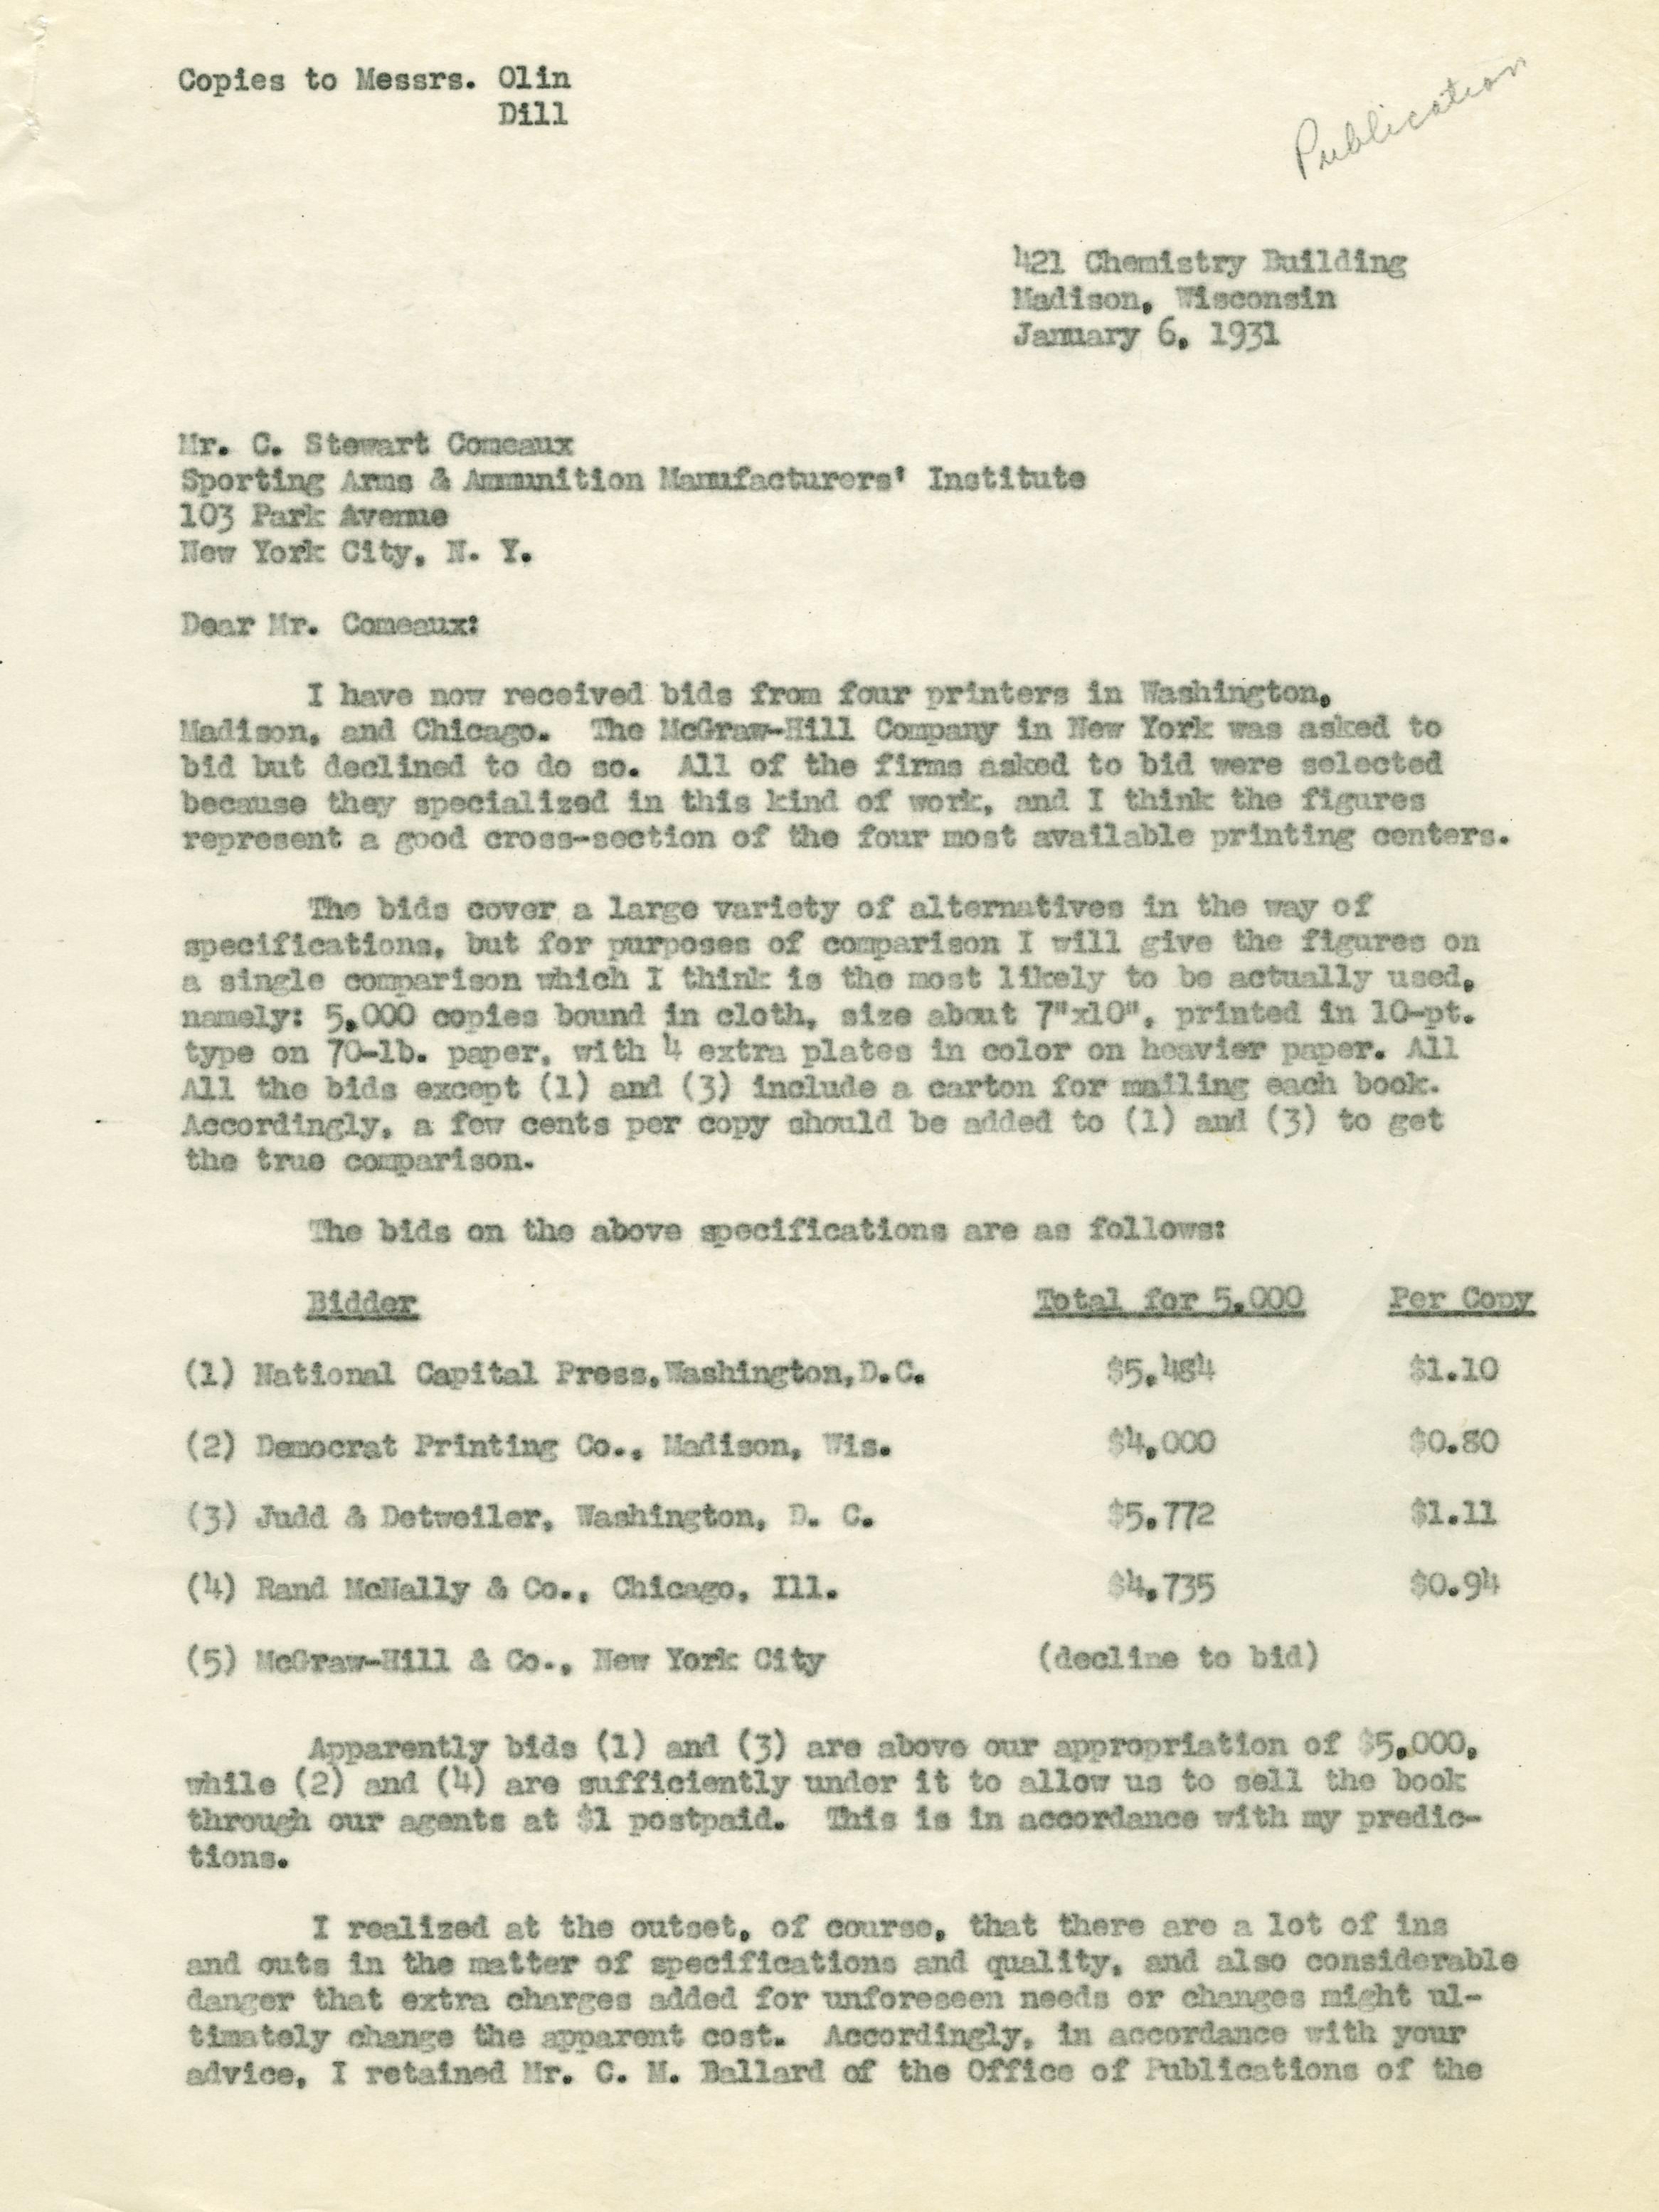 Copies to Messrs. Olin
Dill
Publication
421 Chemistry Building
Madison, Wisconsin
January 6, 1931
Mr. C. Stewart Comeaux
Sporting Arms & Ammunition Manufacturers' Institute
103 Park Avenue
New York City, N. Y.
Dear Mr. Comeaux:
I have now received bids from four printers in Washington,
Madison, and Chicago. The McGraw-Hill Company in New York was asked to
bid but declined to do so. All of the firms asked to bid were selected
because they specialized in this kind of work, and I think the figures
represent a good cross-section of the four most available printing centers.
The bids cover a large variety of alternatives in the way of
specifications, but for purposes of comparison I will give the figures on
a single comparison which I think is the most likely to be actually used,
namely: 5,000 copies bound in cloth, size about 7"x10", printed in 10-pt.
type on 70-lb. paper, with 4 extra plates in color on heavier paper. All
All the bids except (1) and (3) include a carton for mailing each book.
Accordingly, a few cents per copy should be added to (1) and (3) to get
the true comparison.
The bids on the above specifications are as follows:
Bidder Total for 5,000 Per Copy
(1) National Capital Press,Washington,D.C. $5,484 $1.10
(2) Democrat Printing Co., Madison, Wis. $4,000 $0.80
(3) Judd & Detweiler, Washington, D. C. $5,772 $1.11
(4) Rand McNally & Co., Chicago, Ill. $4,735 $0.94
(5) McGraw-Hill & Co., New York City (decline to bid)
Apparently bids (1) and (3) are above our appropriation of $5,000,
while (2) and (4) are sufficiently under it to allow us to sell the book
through our agents at $1 postpaid. This is in accordance with my predic-
tions.
I realized at the outset, of course, that there are a lot of ins
and outs in the matter of specifications and quality, and also considerable
danger that extra charges added for unforeseen needs or changes might ul-
timately change the apparent cost. Accordingly, in accordance with your
advice, I retained Mr. C. M. Ballard of the Office of Publications of the